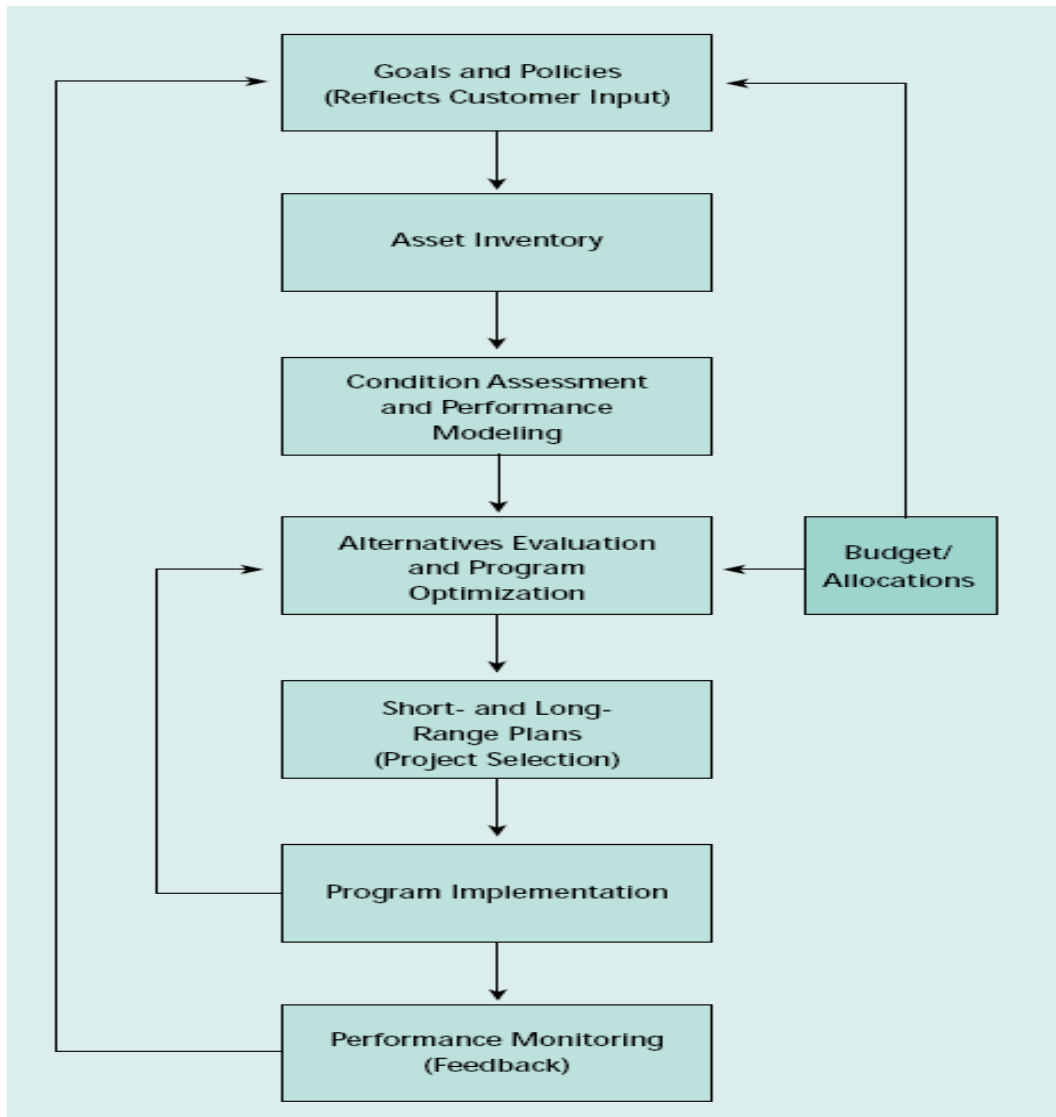 Goals and Policies
(Reflects Customer Input)
Asset Inventory
Condition Assessment
and Performance
Modeling
Alternatives Evaluation
and Program
Optimization
Budget/
Allocations
Short- and Long-
Range Plans
(Project Selection)
Program Implementation
Performance Monitoring
(Feedback)